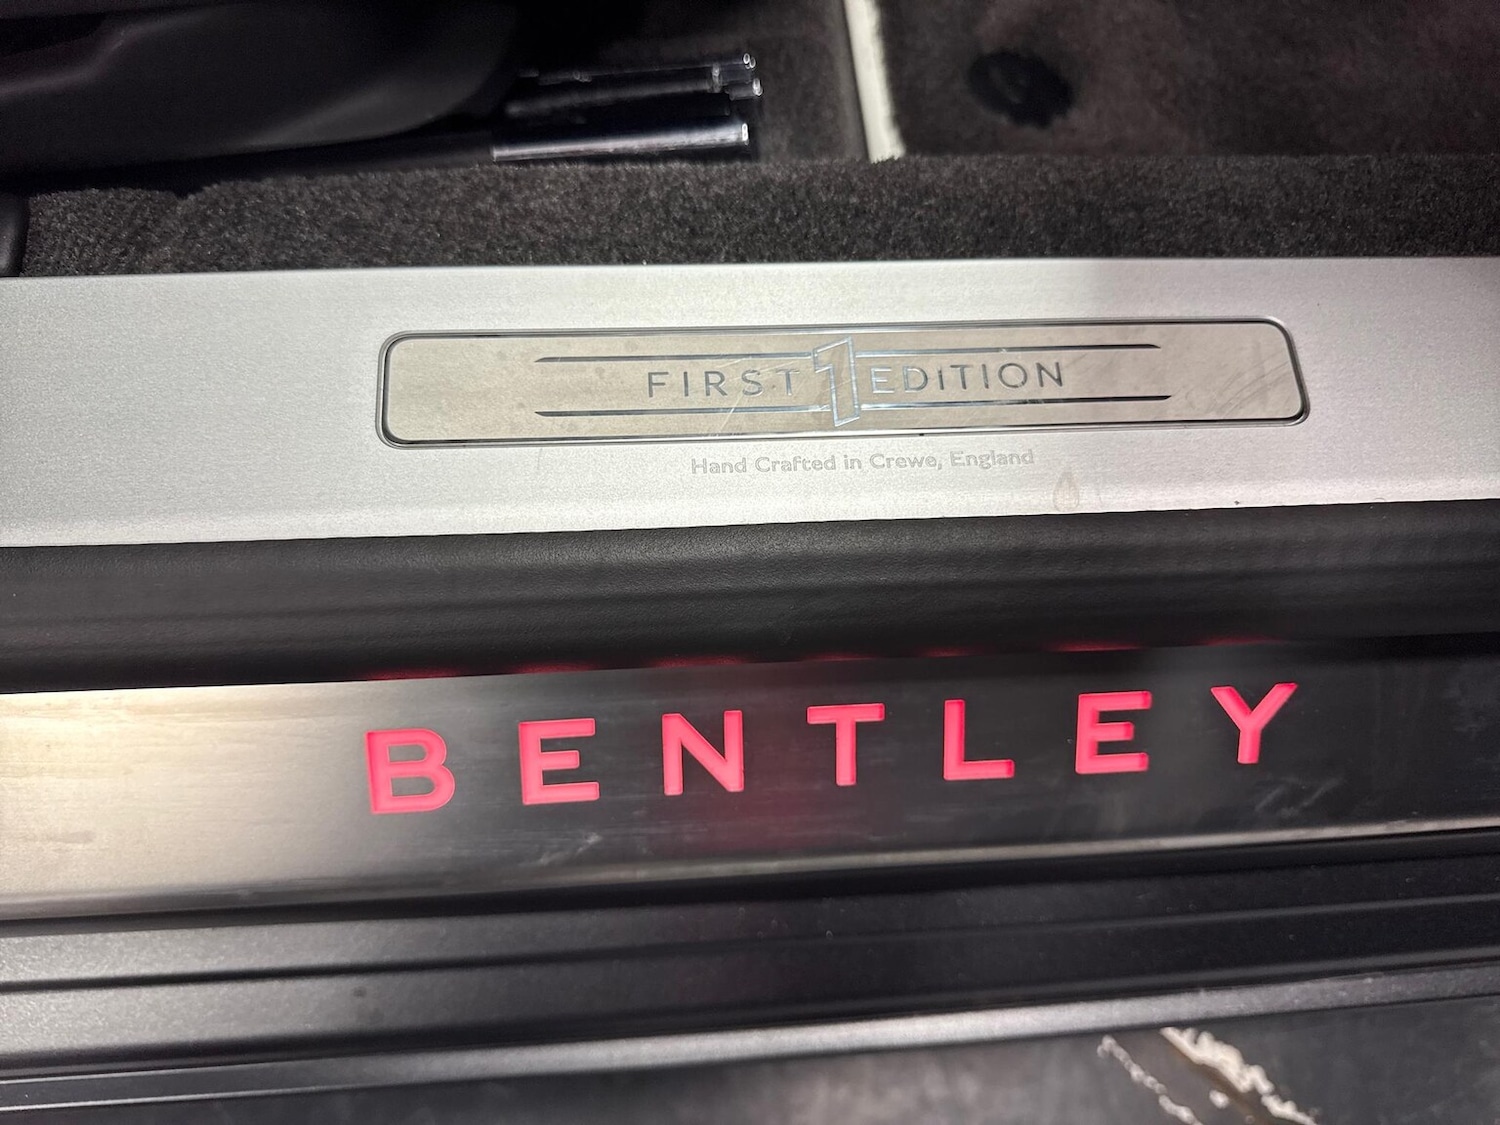 FIRST 1 EDITION
Hand Crafted in Crewe, England
BENTLEY